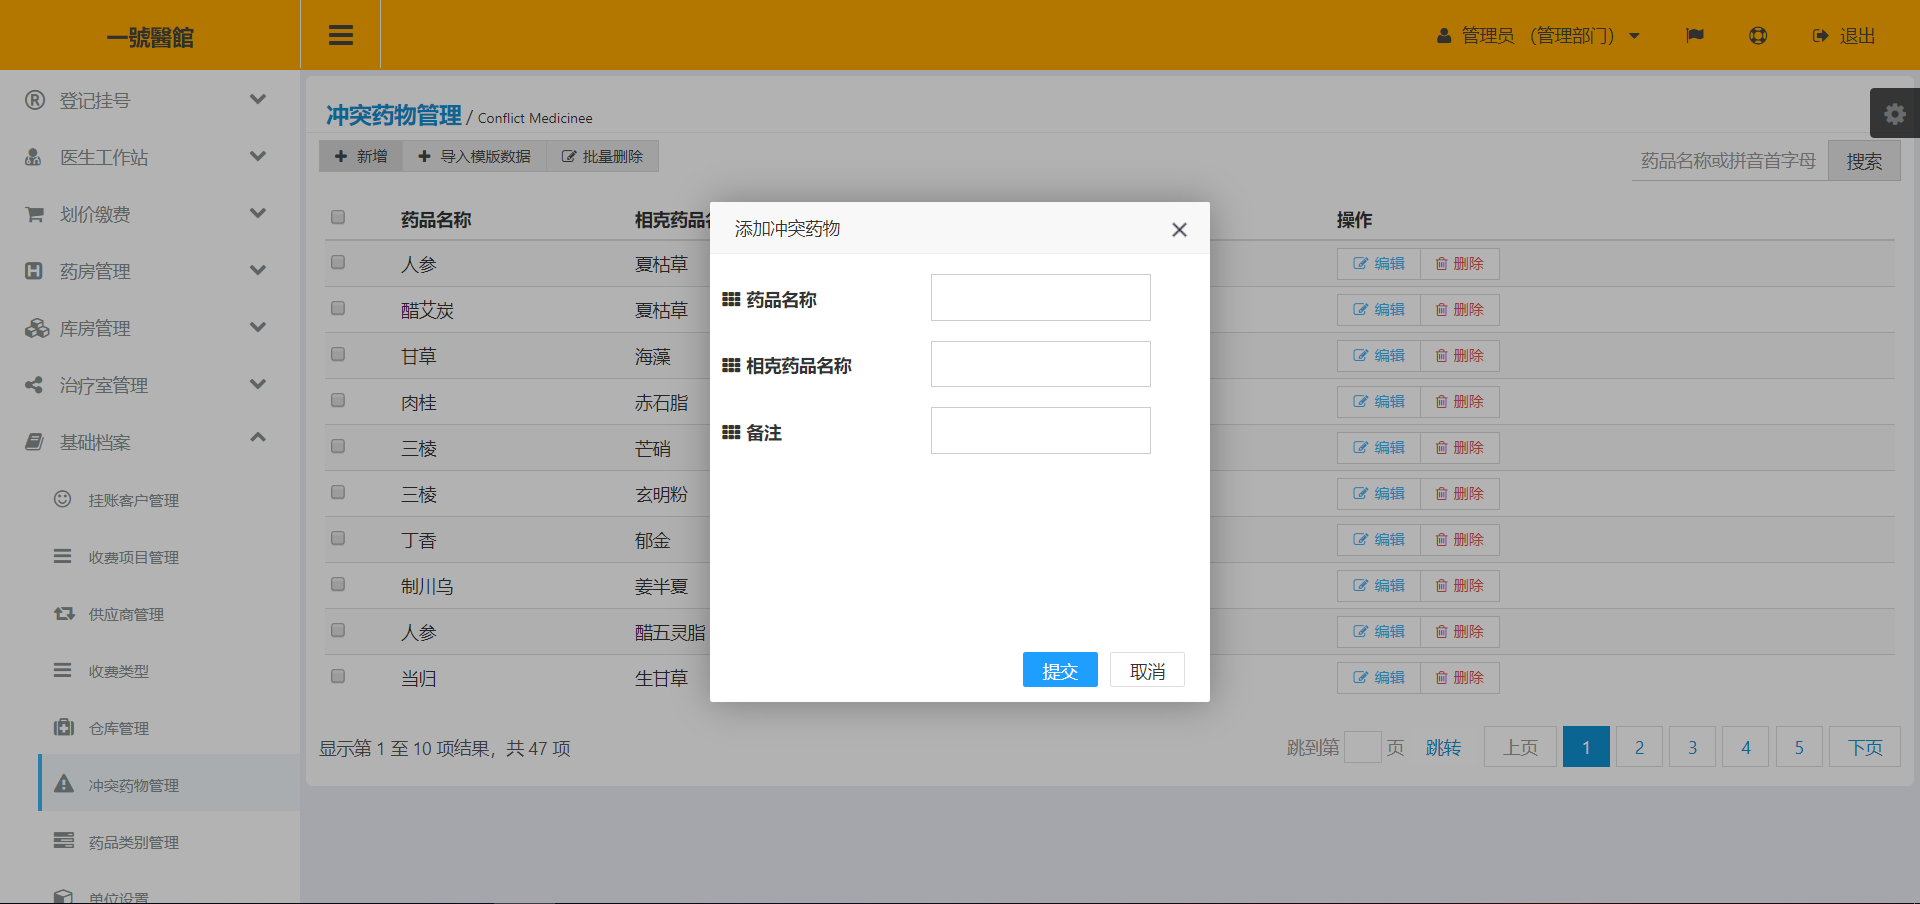 一號醫館
管理员 (管理部门)
退出
登记挂号
医生工作站
划价缴费
药房管理
库房管理
治疗室管理
基础档案
挂账客户管理
收费项目管理
供应商管理
收费类型
仓库管理
冲突药物管理
药品类别管理
单位设置
冲突药物管理 / Conflict Medicinee
新增 导入模版数据 批量删除
药品名称或拼音首字母 搜索
药品名称 相克药品 操作
人参 夏枯草 编辑 删除
醋艾炭 夏枯草 编辑 删除
甘草 海藻 编辑 删除
肉桂 赤石脂 编辑 删除
三棱 芒硝 编辑 删除
三棱 玄明粉 编辑 删除
丁香 郁金 编辑 删除
制川乌 姜半夏 编辑 删除
人参 醋五灵脂 编辑 删除
当归 生甘草 编辑 删除
显示第 1 至 10 项结果，共 47 项
跳到第 页 跳转 上页 1 2 3 4 5 下页
添加冲突药物
药品名称
相克药品名称
备注
提交 取消